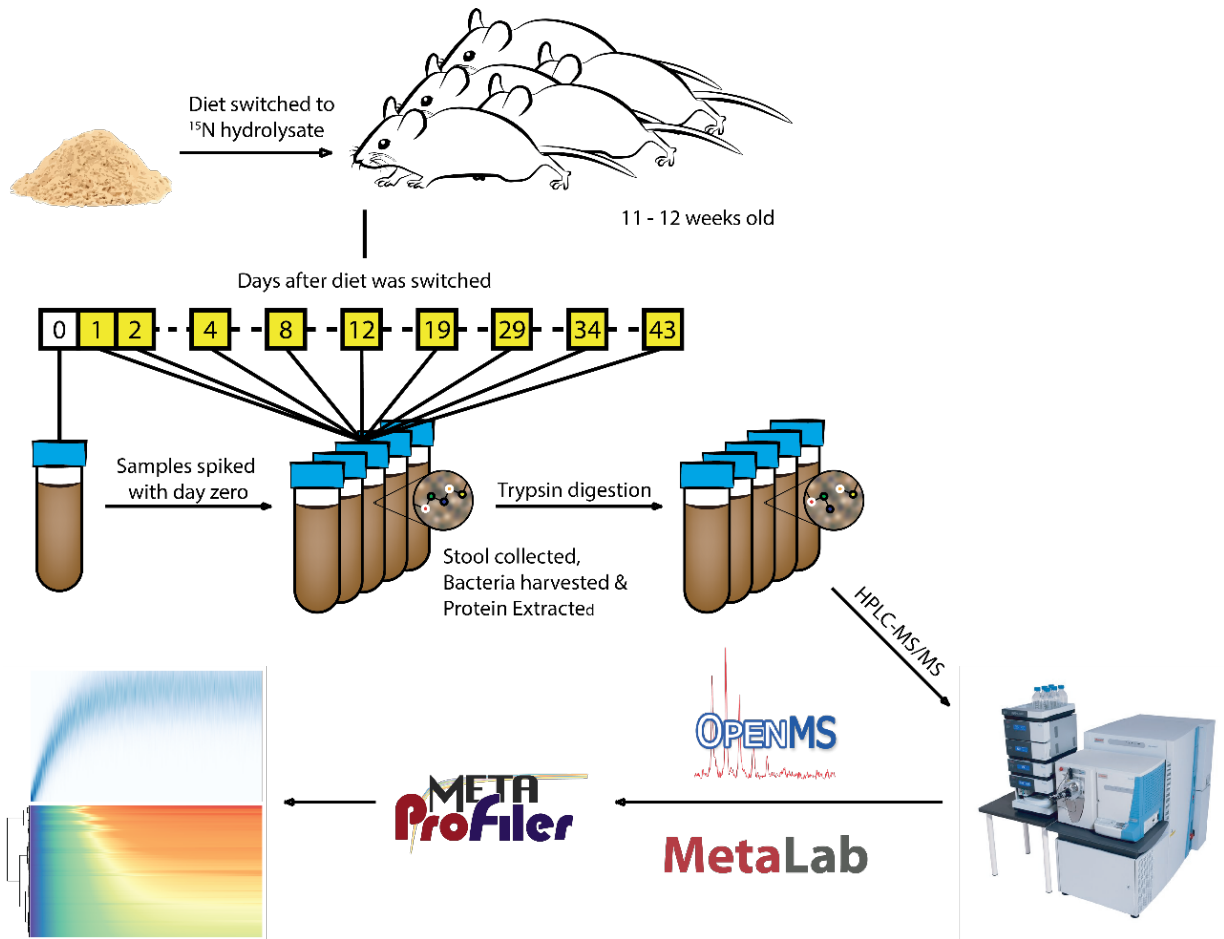 Diet switched to
¹⁵N hydrolysate
11 - 12 weeks old
Days after diet was switched
0 1 2 4 8 12 19 29 34 43
Samples spiked
with day zero
Trypsin digestion
Stool collected,
Bacteria harvested &
Protein Extracted
HPLC-MS/MS
OPENMS
META
ProFiler
MetaLab